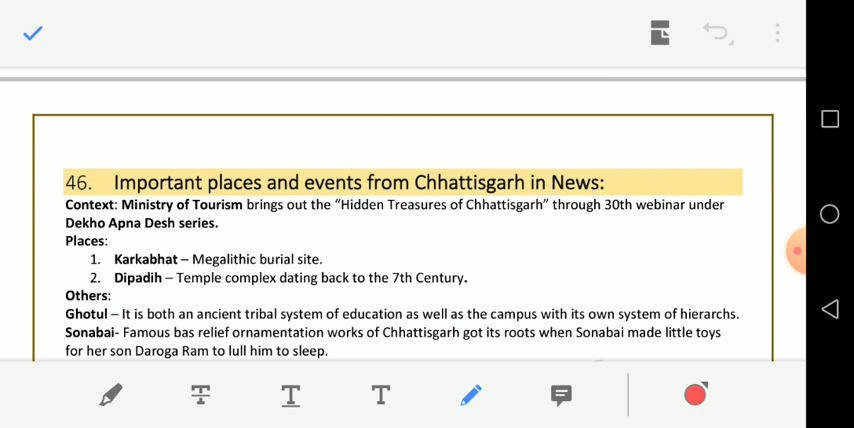 46. Important places and events from Chhattisgarh in News:
Context: Ministry of Tourism brings out the “Hidden Treasures of Chhattisgarh” through 30th webinar under
Dekho Apna Desh series.
Places:
1. Karkabhat – Megalithic burial site.
2. Dipadih – Temple complex dating back to the 7th Century.
Others:
Ghotul – It is both an ancient tribal system of education as well as the campus with its own system of hierarchs.
Sonabai- Famous bas relief ornamentation works of Chhattisgarh got its roots when Sonabai made little toys
for her son Daroga Ram to lull him to sleep.